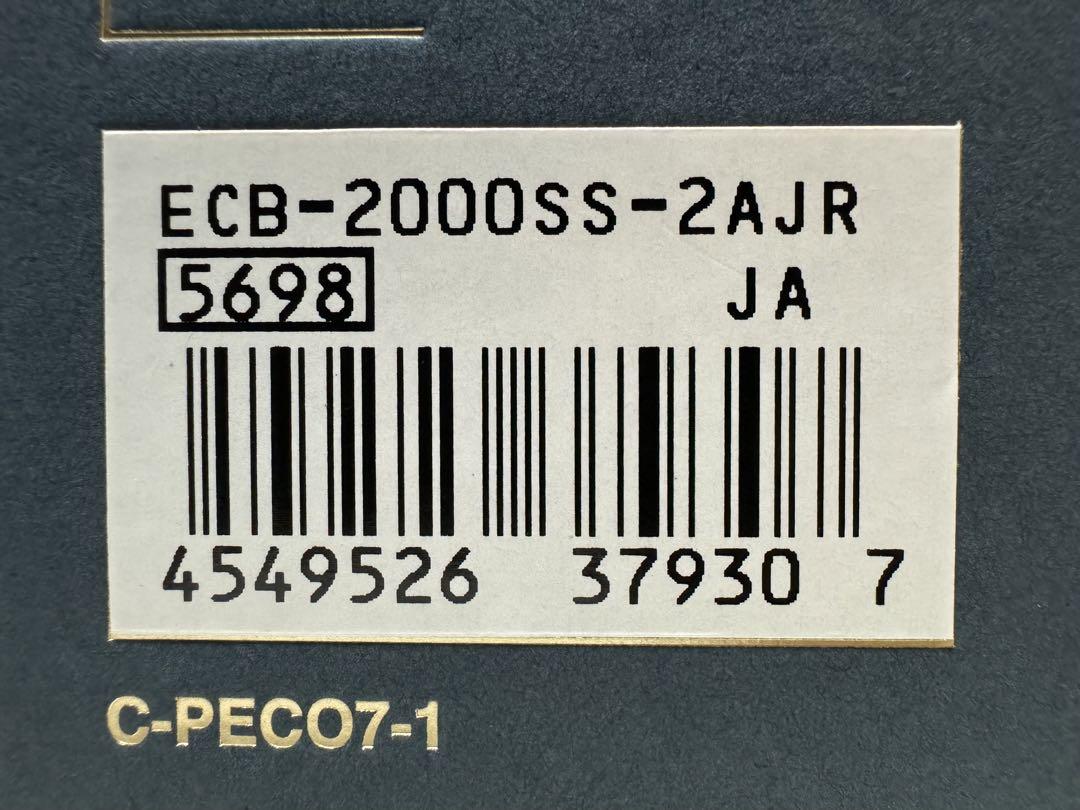 ECB-2000SS-2AJR
5698 JA
4549526 37930 7
C-PECO7-1